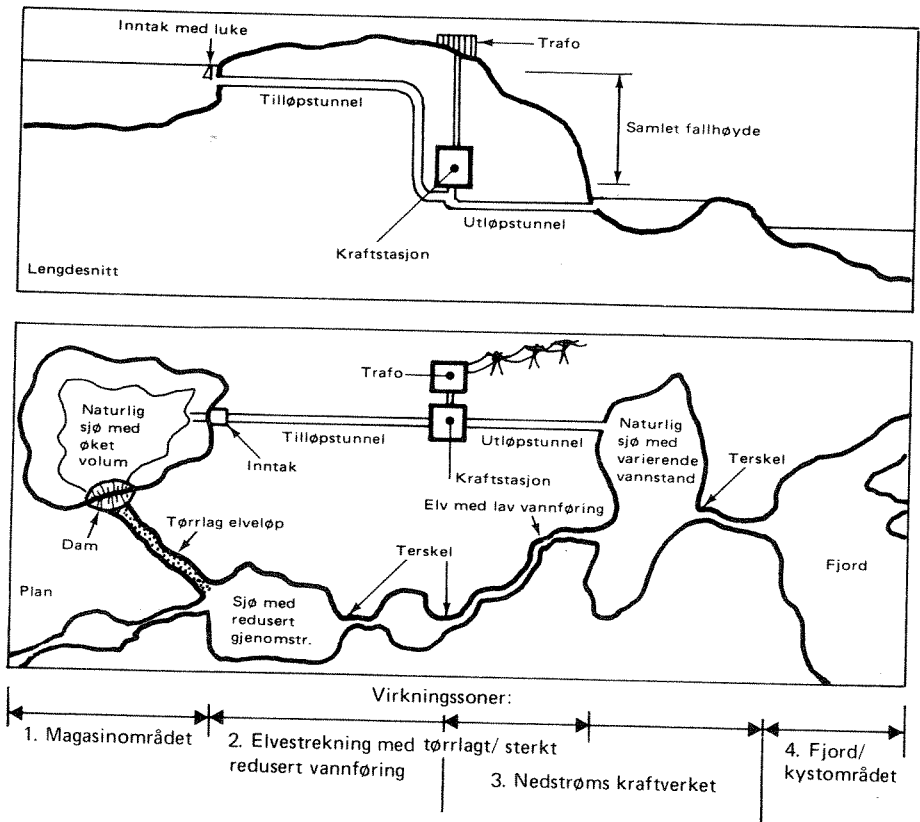 Inntak med luke
Trafo
Tilløpstunnel
Samlet fallhøyde
Utløpstunnel
Kraftstasjon
Lengdesnitt
Trafo
Naturlig
sjø med
øket
volum
Tilløpstunnel
Utløpstunnel
Naturlig
sjø med
varierende
vannstand
Inntak
Kraftstasjon
Terskel
Elv med lav vannføring
Dam
Tørrlag elveløp
Terskel
Fjord
Plan
Sjø med
redusert
gjenomstr.
Virkningssoner:
1. Magasinområdet
2. Elvestrekning med tørrlagt/ sterkt
redusert vannføring
3. Nedstrøms kraftverket
4. Fjord/
kystområdet